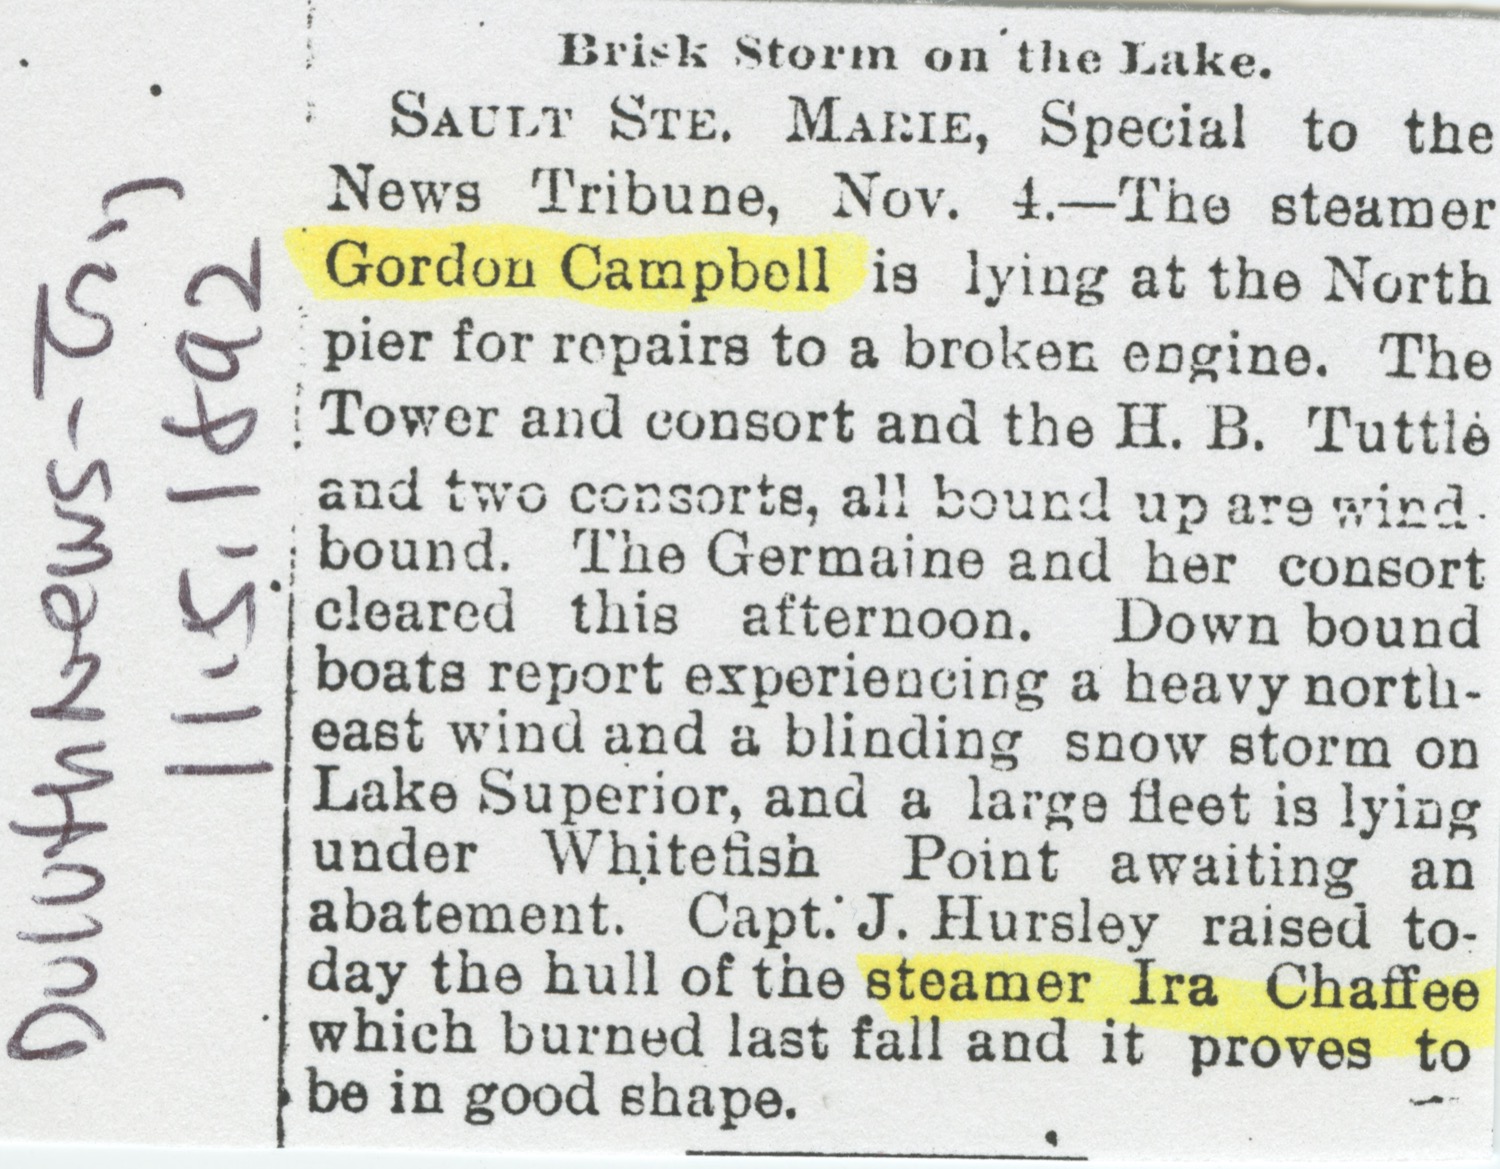 Brisk Storm on the Lake.
SAULT STE. MARIE, Special to the
News Tribune, Nov. 4.—The steamer
Gordon Campbell is lying at the North
pier for repairs to a broken engine. The
Tower and consort and the H. B. Tuttle
and two consorts, all bound up are wind-
bound. The Germaine and her consort
cleared this afternoon. Down bound
boats report experiencing a heavy north-
east wind and a blinding snow storm on
Lake Superior, and a large fleet is lying
under Whitefish Point awaiting an
abatement. Capt. J. Hursley raised to-
day the hull of the steamer Ira Chaffee
which burned last fall and it proves to
be in good shape.
Duluth News-Tri,
11-5-1892